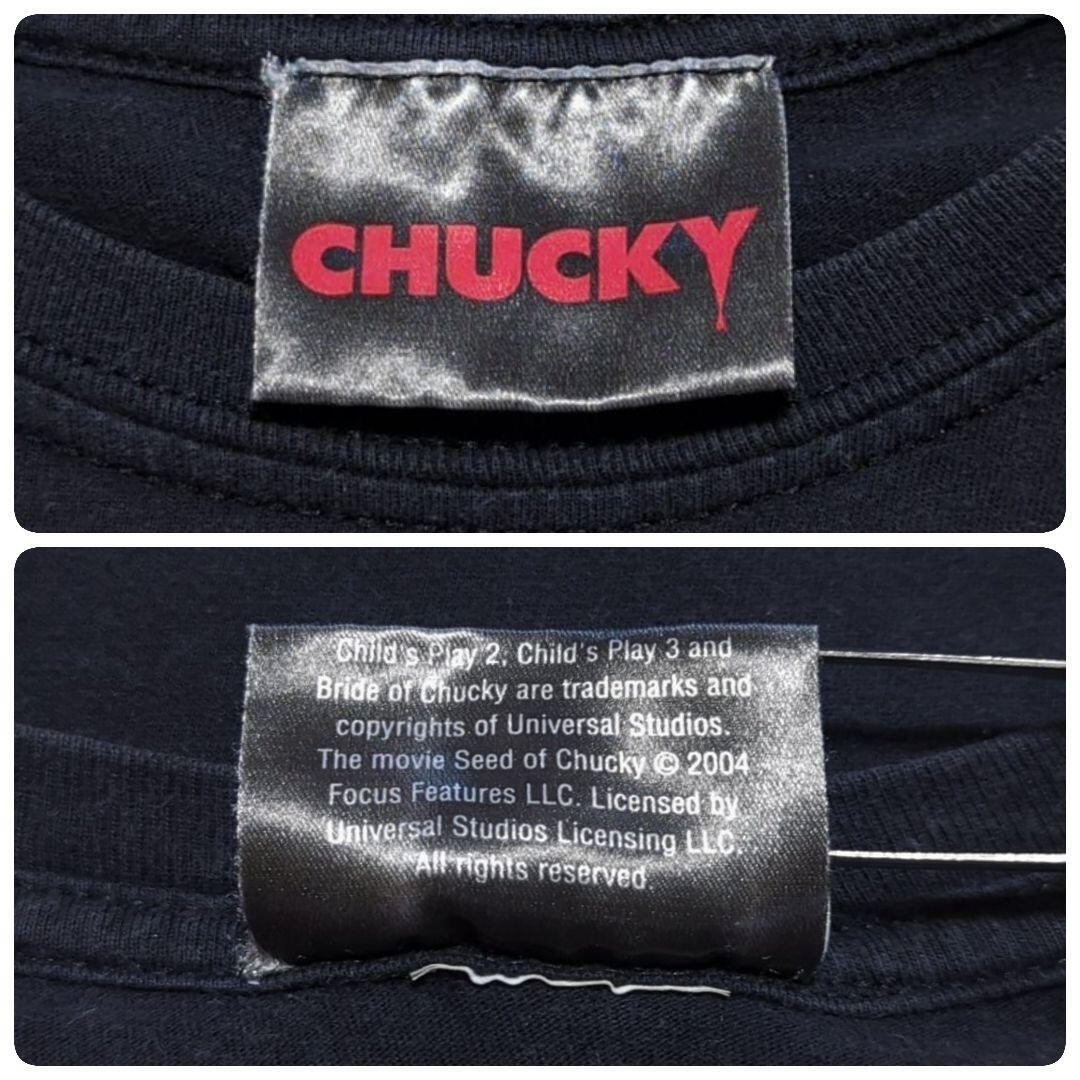 CHUCKY
Child's Play 2, Child's Play 3 and
Bride of Chucky are trademarks and
copyrights of Universal Studios.
The movie Seed of Chucky © 2004
Focus Features LLC. Licensed by
Universal Studios Licensing LLC.
All rights reserved.